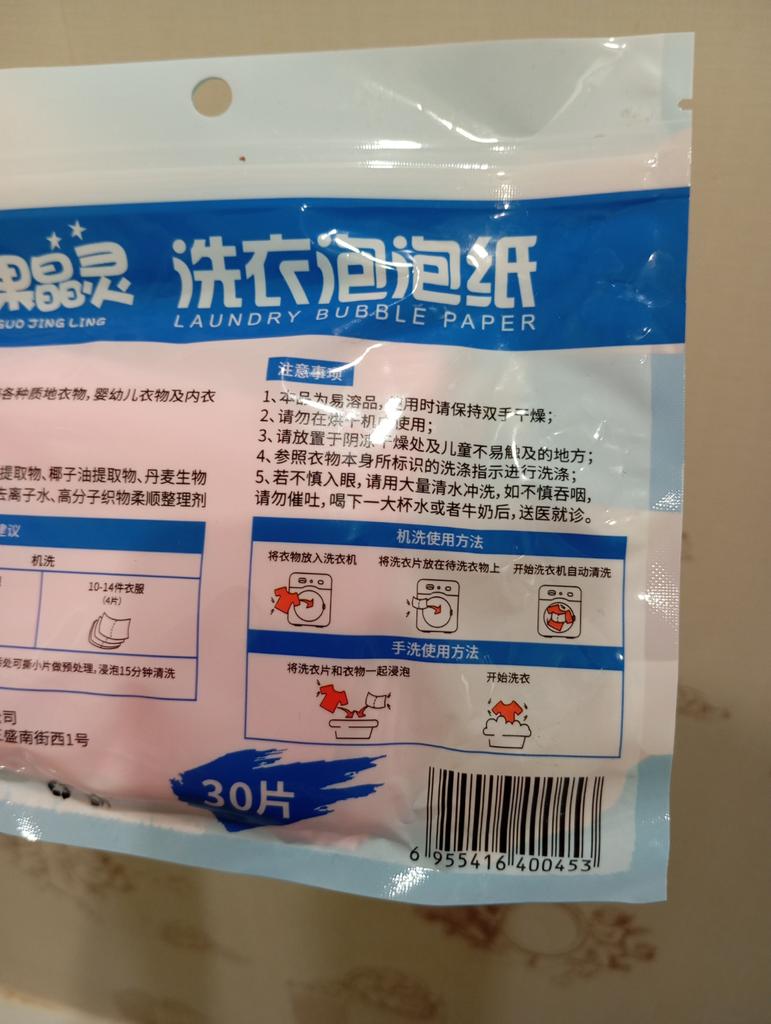 果晶灵
GUO JING LING
洗衣泡泡纸
LAUNDRY BUBBLE PAPER
各种质地衣物,婴幼儿衣物及内衣
提取物、椰子油提取物、丹麦生物
去离子水、高分子织物柔顺整理剂
建议
机洗
10-14件衣服
(4片)
处可撕小片做预处理,浸泡15分钟清洗
公司
盛南街西1号
注意事项
1、本品为易溶品,使用时请保持双手干燥;
2、请勿在烘干机中使用;
3、请放置于阴凉干燥处及儿童不易触及的地方;
4、参照衣物本身所标识的洗涤指示进行洗涤;
5、若不慎入眼,请用大量清水冲洗,如不慎吞咽,
请勿催吐,喝下一大杯水或者牛奶后,送医就诊。
机洗使用方法
将衣物放入洗衣机
将洗衣片放在待洗衣物上
开始洗衣机自动清洗
手洗使用方法
将洗衣片和衣物一起浸泡
开始洗衣
30片
6 955416 400453